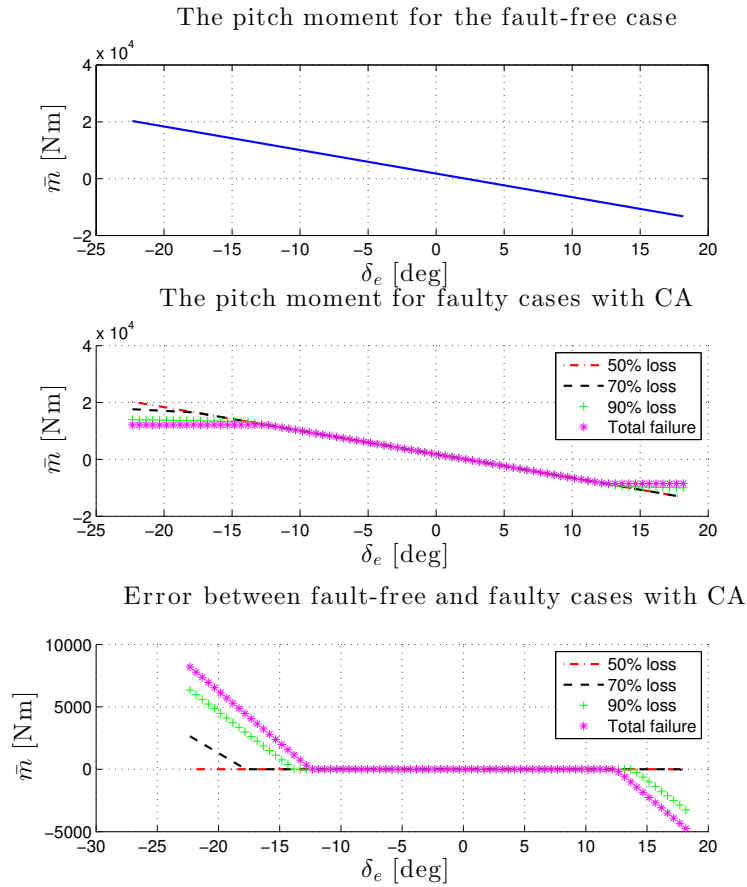 The pitch moment for the fault-free case
x 10^4
4
2
0
−2
m̄ [Nm]
−25 −20 −15 −10 −5 0 5 10 15 20
δ_e [deg]
The pitch moment for faulty cases with CA
x 10^4
4
2
0
−2
m̄ [Nm]
50% loss
70% loss
90% loss
Total failure
−25 −20 −15 −10 −5 0 5 10 15 20
δ_e [deg]
Error between fault-free and faulty cases with CA
10000
5000
0
−5000
m̄ [Nm]
50% loss
70% loss
90% loss
Total failure
−30 −25 −20 −15 −10 −5 0 5 10 15 20
δ_e [deg]